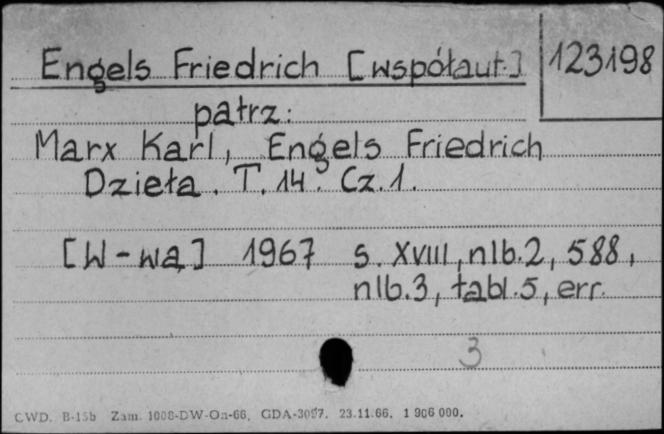 Engels Friedrich [współaut.] 123198
patrz:
Marx Karl, Engels Friedrich
Dzieła. T. 14. Cz. 1.
[W-wa] 1967 s. XVIII, nlb. 2, 588,
nlb. 3, tabl. 5, err.
3
CWD. B-15b Zam. 1008-DW-Oa-66, GDA-3097. 23.11.66. 1 906 000.